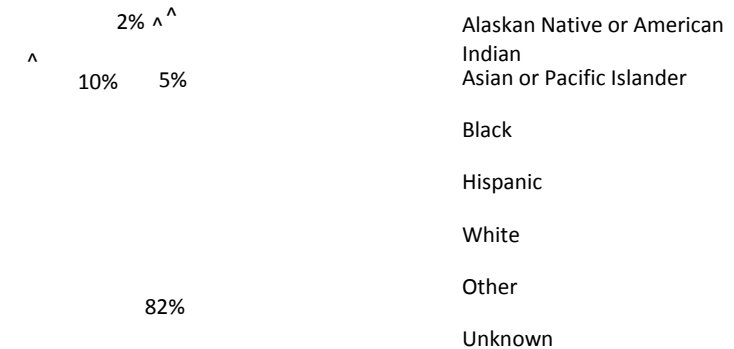 2% ^ ^
^
10% 5%
82%
Alaskan Native or American
Indian
Asian or Pacific Islander
Black
Hispanic
White
Other
Unknown